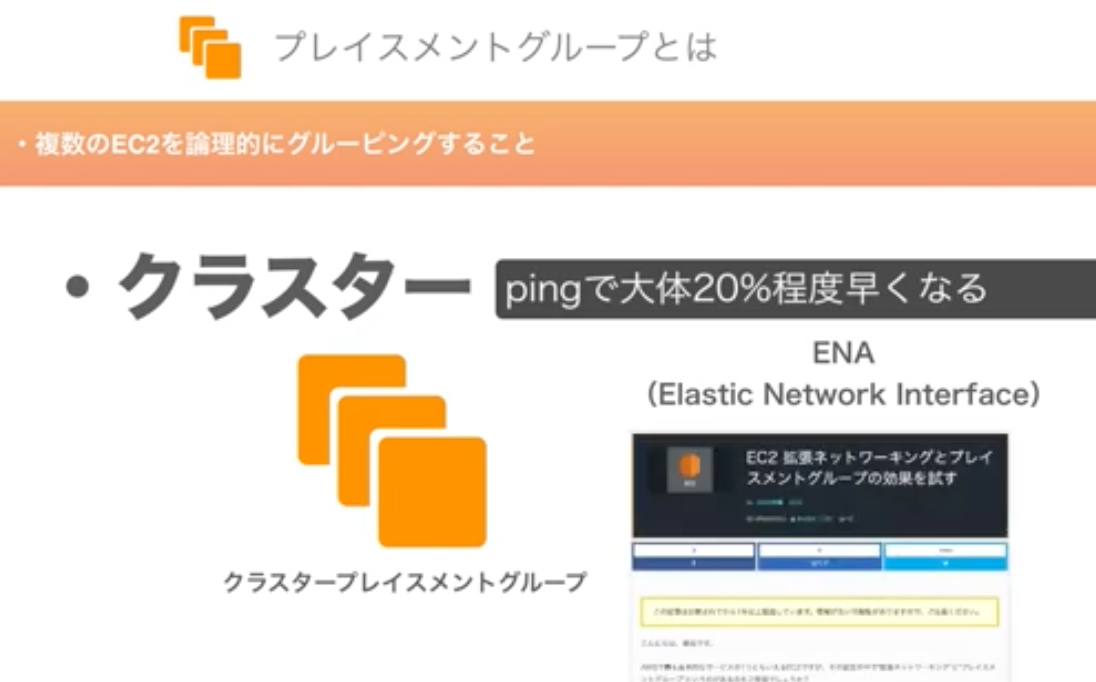 プレイスメントグループとは
・複数のEC2を論理的にグルーピングすること
・クラスター
pingで大体20%程度早くなる
ENA
（Elastic Network Interface）
クラスタープレイスメントグループ
EC2 拡張ネットワーキングとプレイ
スメントグループの効果を試す